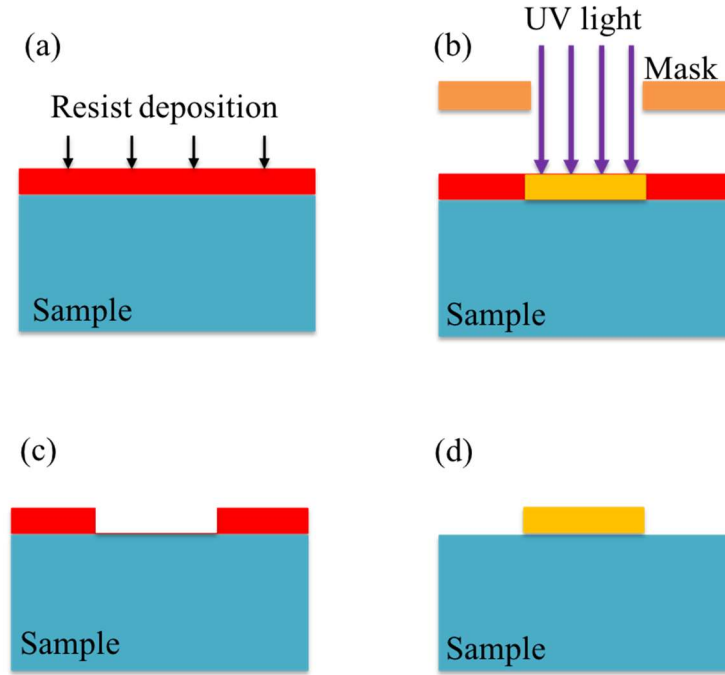 (a)
Resist deposition
Sample
(b)
UV light
Mask
Sample
(c)
Sample
(d)
Sample